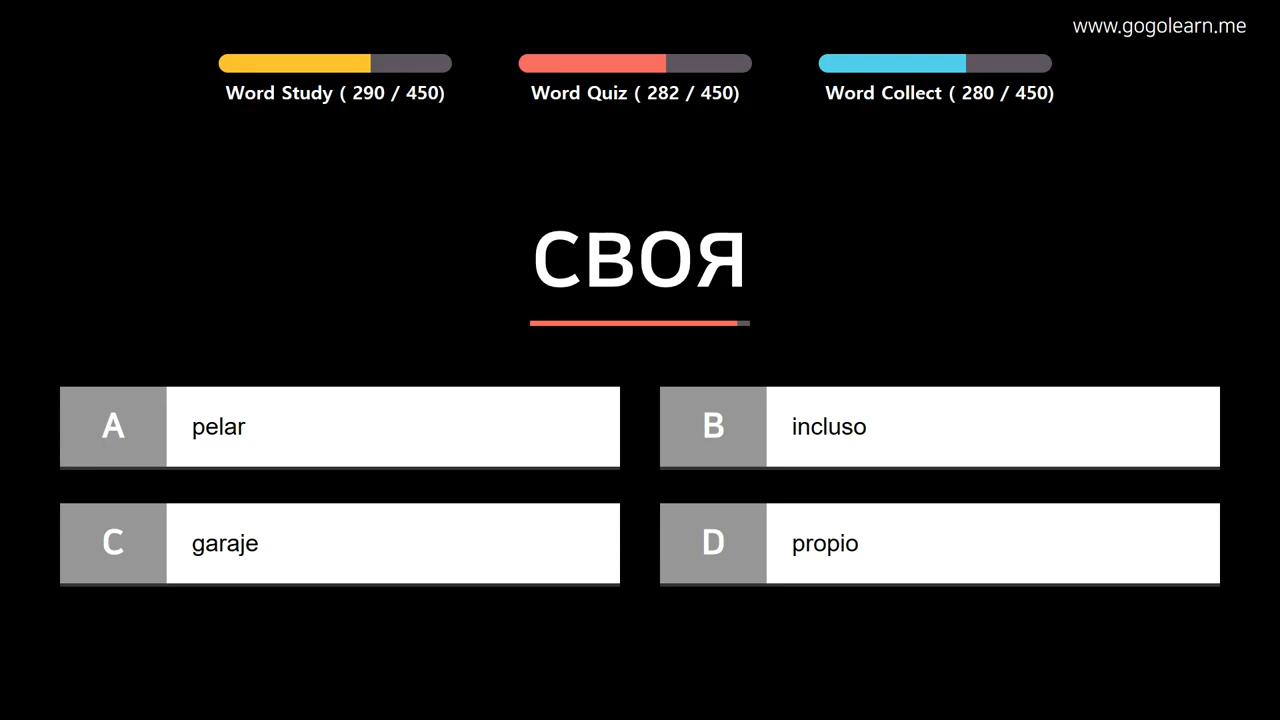 www.gogolearn.me
Word Study ( 290 / 450)
Word Quiz ( 282 / 450)
Word Collect ( 280 / 450)
СВОЯ
A pelar
B incluso
C garaje
D propio